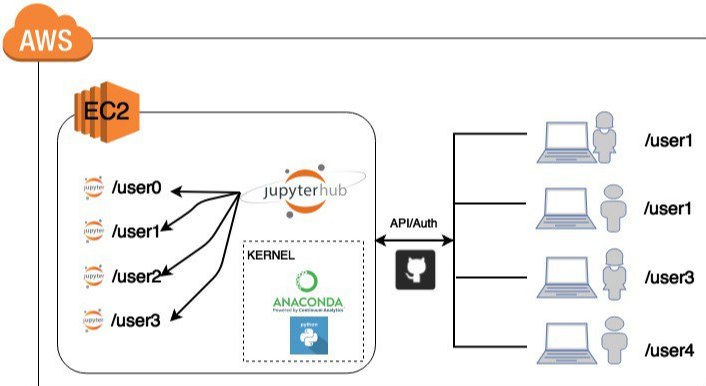 AWS
EC2
jupyter /user0
jupyter /user1
jupyter /user2
jupyter /user3
jupyterhub
KERNEL
ANACONDA
Powered by Continuum Analytics
python
API/Auth
/user1
/user1
/user3
/user4